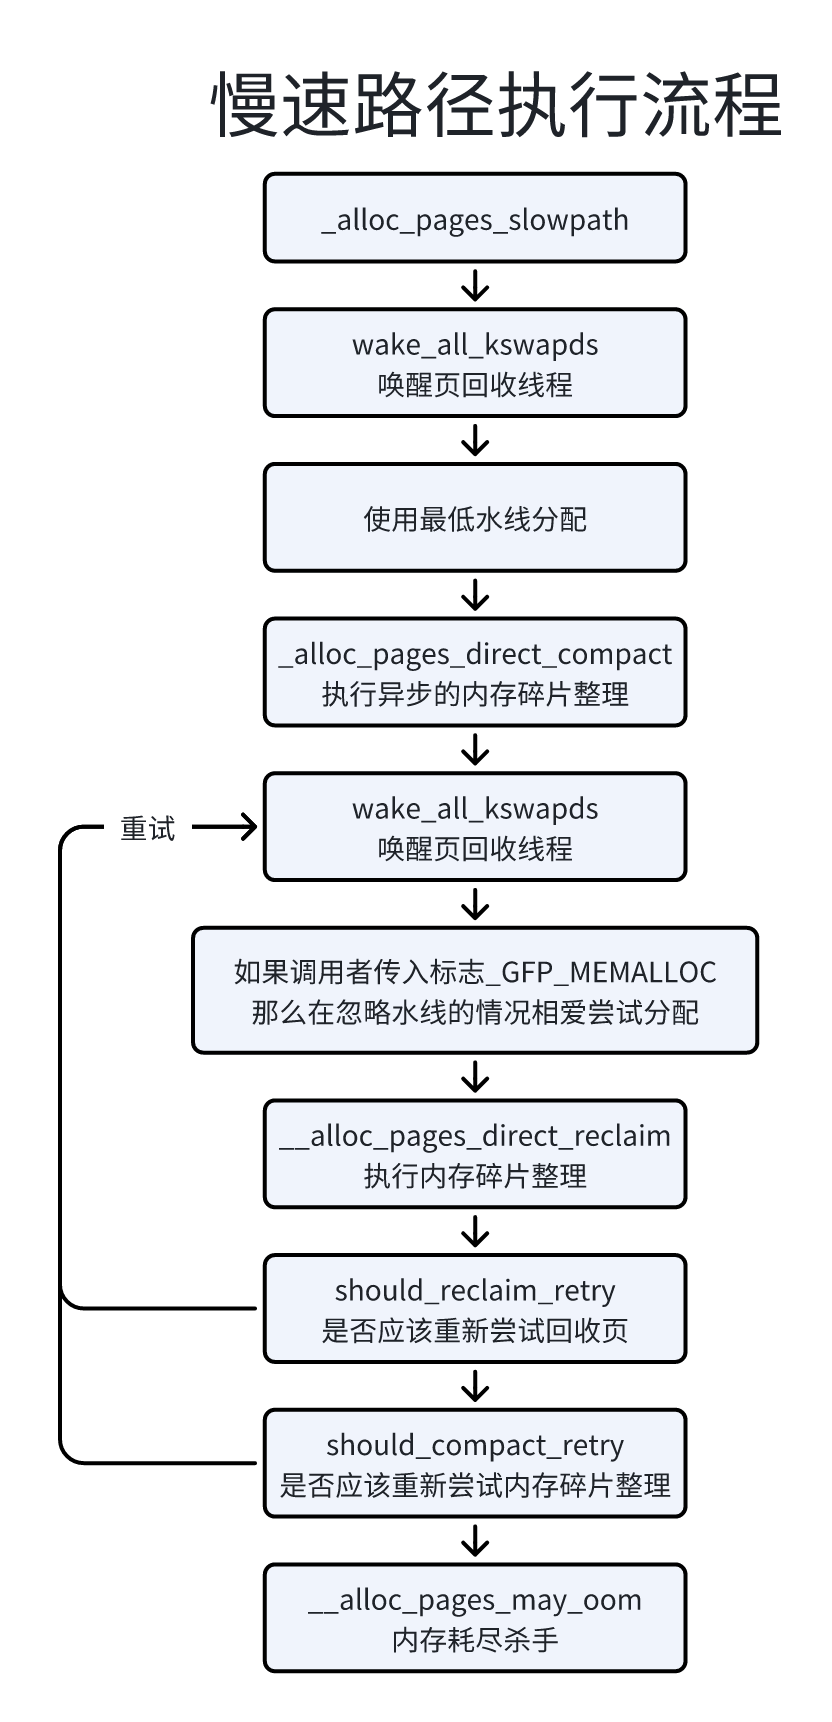 慢速路径执行流程
_alloc_pages_slowpath
wake_all_kswapds
唤醒页回收线程
使用最低水线分配
_alloc_pages_direct_compact
执行异步的内存碎片整理
wake_all_kswapds
唤醒页回收线程
重试
如果调用者传入标志_GFP_MEMALLOC
那么在忽略水线的情况相爱尝试分配
__alloc_pages_direct_reclaim
执行内存碎片整理
should_reclaim_retry
是否应该重新尝试回收页
should_compact_retry
是否应该重新尝试内存碎片整理
__alloc_pages_may_oom
内存耗尽杀手